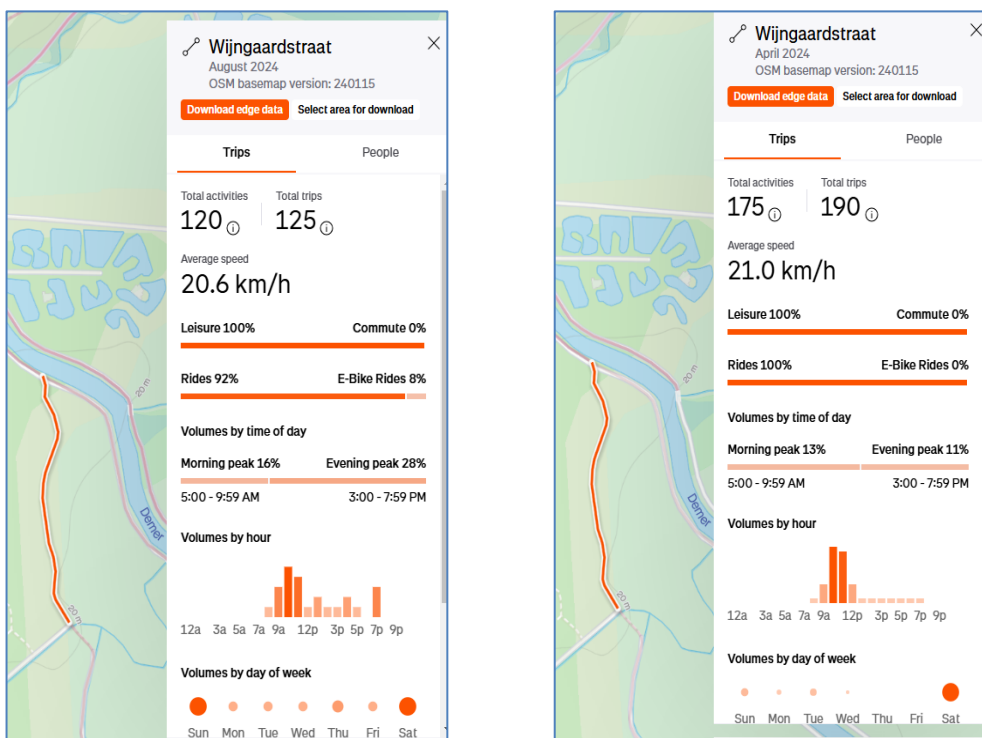 Wijngaardstraat
August 2024
OSM basemap version: 240115
Download edge data Select area for download
Trips People
Total activities Total trips
120 125
Average speed
20.6 km/h
Leisure 100% Commute 0%
Rides 92% E-Bike Rides 8%
Volumes by time of day
Morning peak 16% Evening peak 28%
5:00 - 9:59 AM 3:00 - 7:59 PM
Volumes by hour
12a 3a 5a 7a 9a 12p 3p 5p 7p 9p
Volumes by day of week
Sun Mon Tue Wed Thu Fri Sat
20 m
Demer
20 m
Wijngaardstraat
April 2024
OSM basemap version: 240115
Download edge data Select area for download
Trips People
Total activities Total trips
175 190
Average speed
21.0 km/h
Leisure 100% Commute 0%
Rides 100% E-Bike Rides 0%
Volumes by time of day
Morning peak 13% Evening peak 11%
5:00 - 9:59 AM 3:00 - 7:59 PM
Volumes by hour
12a 3a 5a 7a 9a 12p 3p 5p 7p 9p
Volumes by day of week
Sun Mon Tue Wed Thu Fri Sat
20 m
Demer
20 m